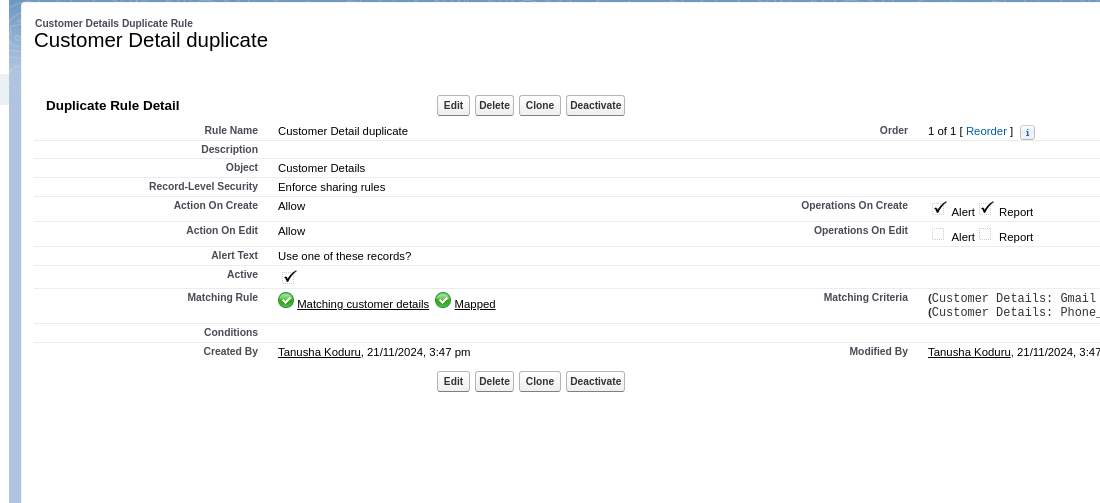 Customer Details Duplicate Rule
Customer Detail duplicate
Duplicate Rule Detail
Edit Delete Clone Deactivate
Rule Name Customer Detail duplicate Order 1 of 1 [ Reorder ] i
Description
Object Customer Details
Record-Level Security Enforce sharing rules
Action On Create Allow Operations On Create Alert Report
Action On Edit Allow Operations On Edit Alert Report
Alert Text Use one of these records?
Active
Matching Rule Matching customer details Mapped Matching Criteria (Customer Details: Gmail
(Customer Details: Phone_
Conditions
Created By Tanusha Koduru, 21/11/2024, 3:47 pm Modified By Tanusha Koduru, 21/11/2024, 3:47
Edit Delete Clone Deactivate